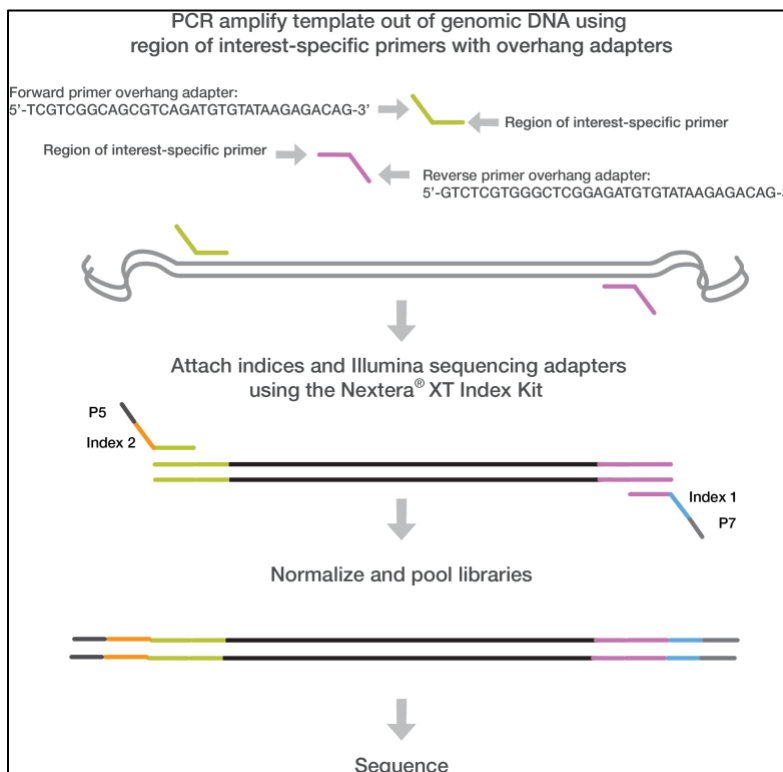 PCR amplify template out of genomic DNA using
region of interest-specific primers with overhang adapters
Forward primer overhang adapter:
5’-TCGTCGGCAGCGTCAGATGTGTATAAGAGACAG-3’
Region of interest-specific primer
Region of interest-specific primer
Reverse primer overhang adapter:
5’-GTCTCGTGGGCTCGGAGATGTGTATAAGAGACAG-3
Attach indices and Illumina sequencing adapters
using the Nextera® XT Index Kit
P5
Index 2
Index 1
P7
Normalize and pool libraries
Sequence